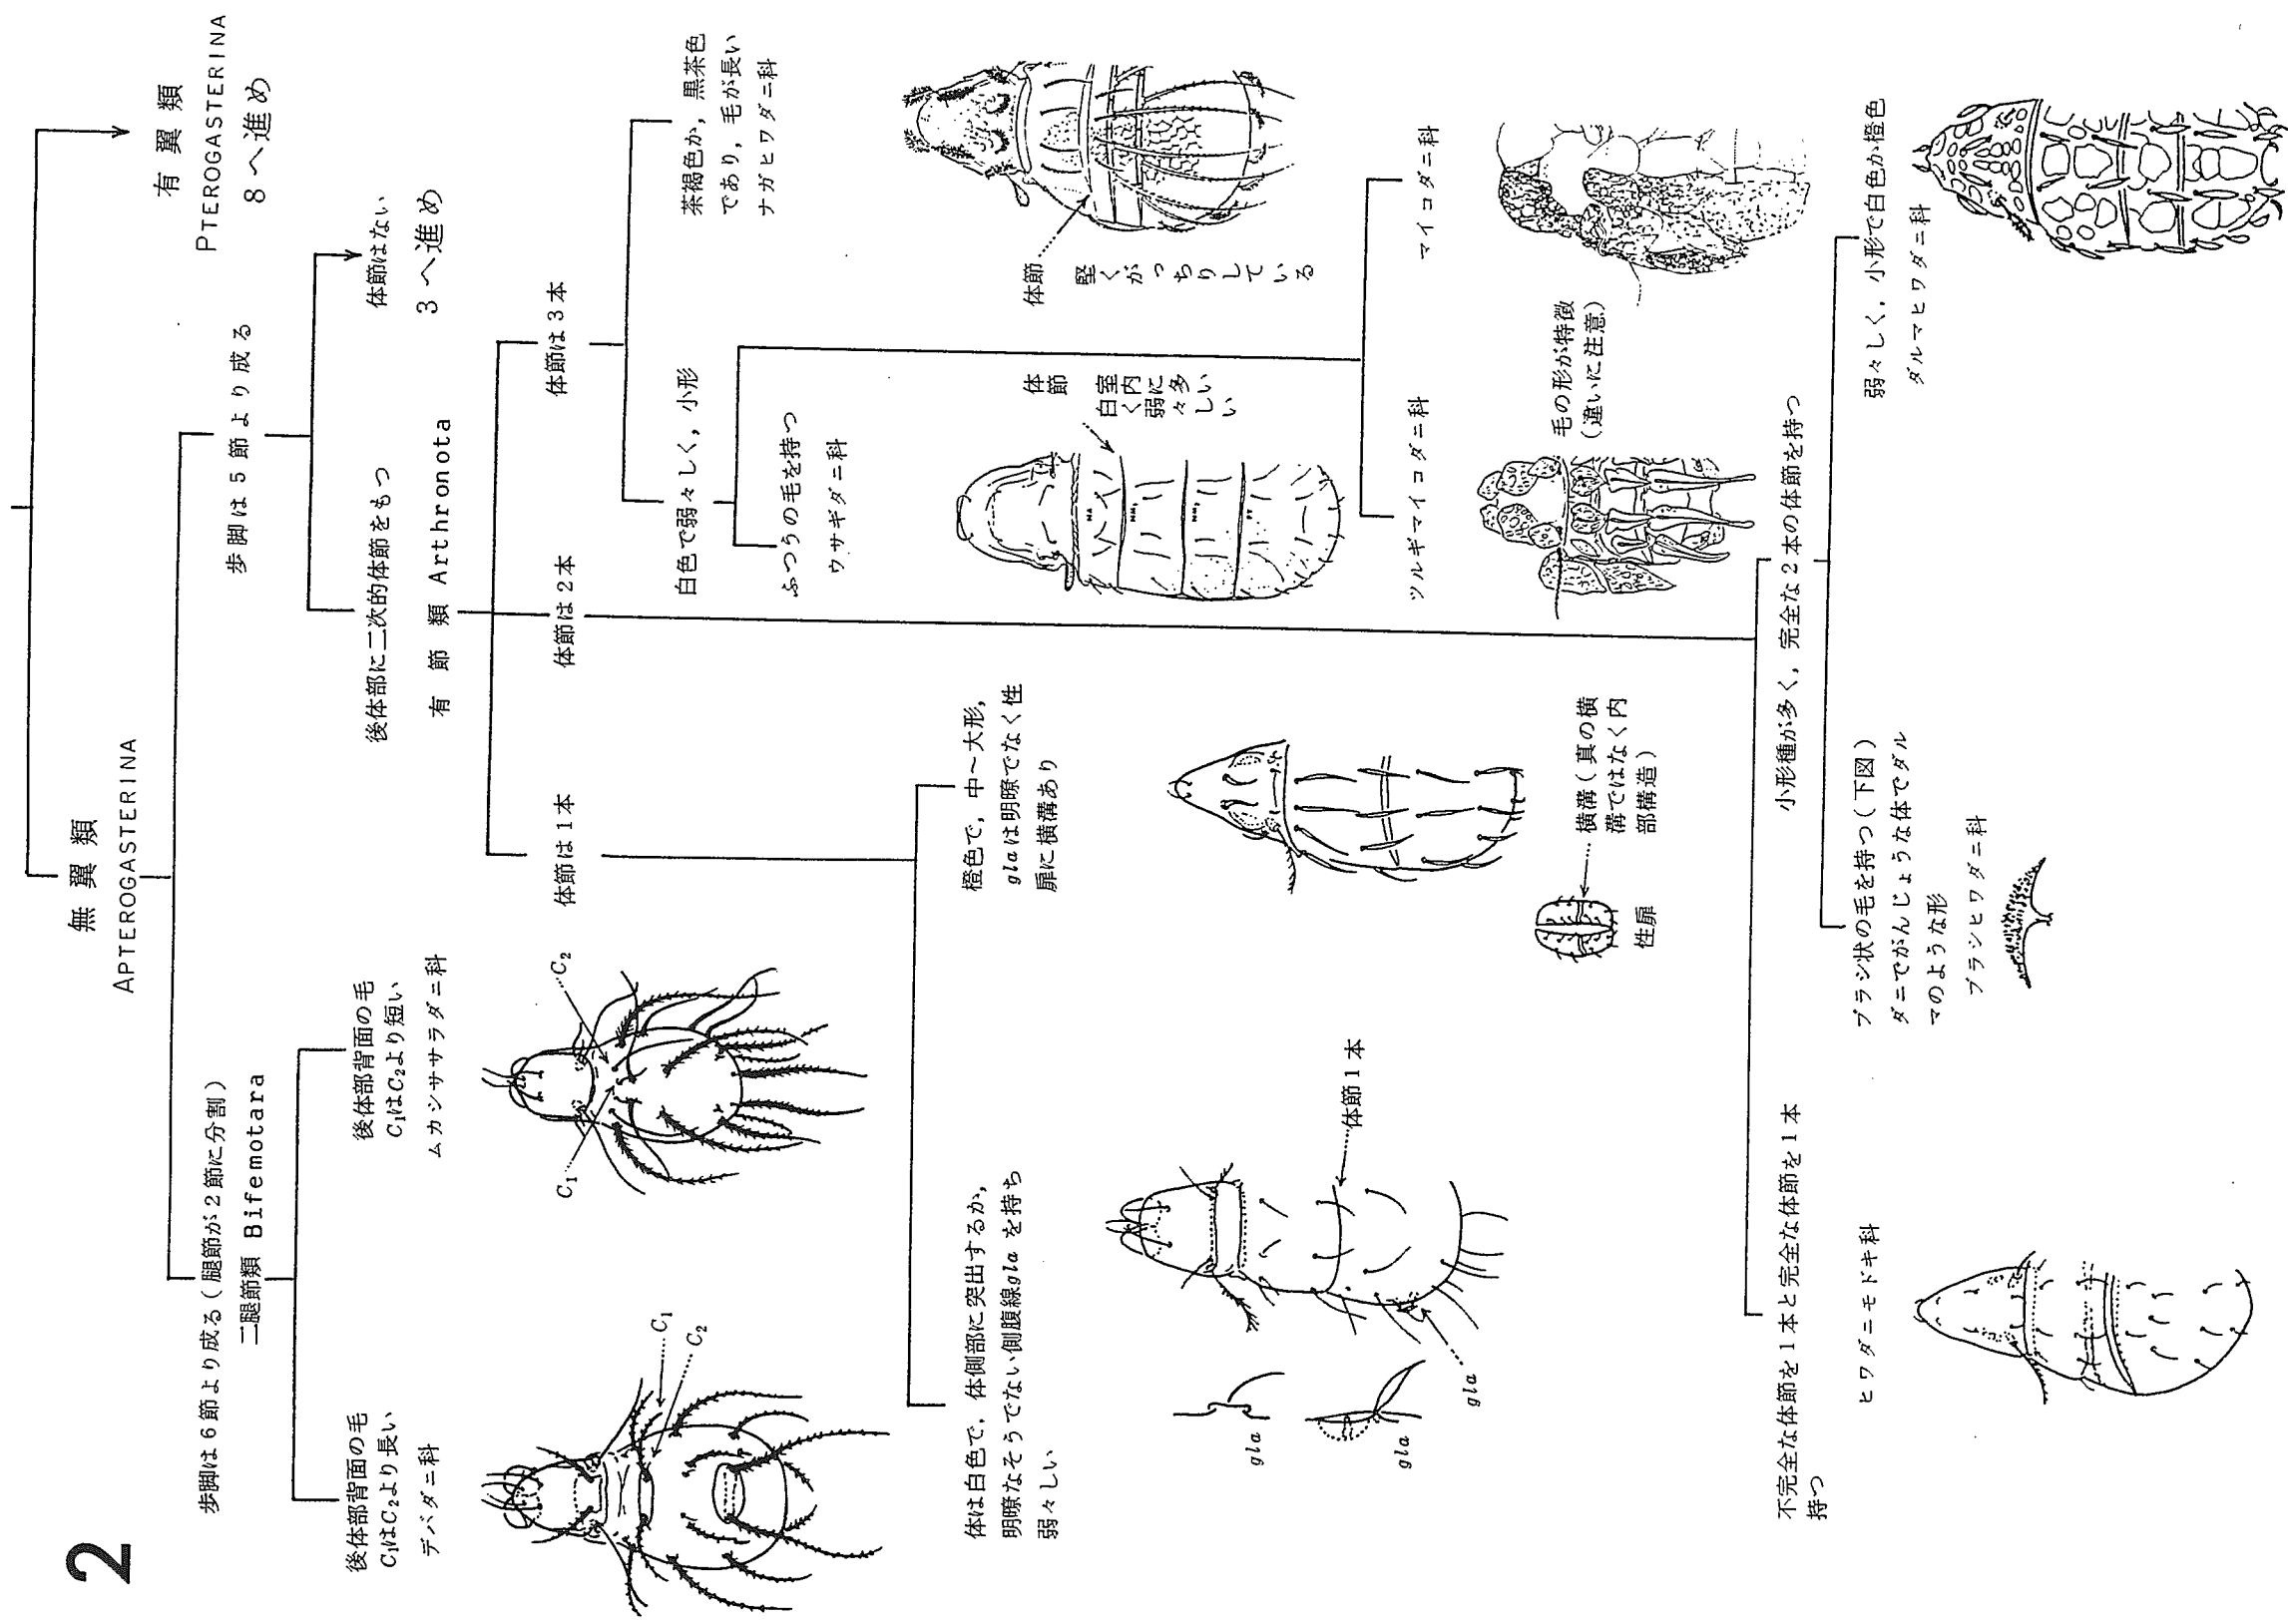 2
無翼類
APTEROGASTERINA
有翼類
PTEROGASTERINA
8へ進め
歩脚は6節より成る(腿節が2節に分割)
二腿節類 Bifemotara
歩脚は5節より成る
後体部背面の毛
C₁はC₂より長い
デバダニ科
後体部背面の毛
C₁はC₂より短い
ムカシササラダニ科
後体部に二次的体節をもつ
有節類 Arthronota
体節はない
3へ進め
C₁
C₂
C₁
C₂
体節は1本
体節は2本
体節は3本
白色で弱々しく,小形
茶褐色か,黒茶色
であり,毛が長い
ナガヒワダニ科
ふつうの毛を持つ
ウサギダニ科
体は白色で,体側部に突出するか,
明瞭なそうでない側腹線glaを持ち
弱々しい
橙色で,中〜大形,
glaは明瞭でなく性
扉に横溝あり
体節
白く弱々しい
室内に多い
体節
堅くがっちりしている
gla
gla
gla
体節1本
ツルギマイコダニ科
マイコダニ科
毛の形が特徴
(違いに注意)
横溝(真の横
溝ではなく内
部構造)
性扉
不完全な体節を1本と完全な体節を1本
持つ
ヒワダニモドキ科
小形種が多く,完全な2本の体節を持つ
ブラシ状の毛を持つ(下図)
ダニでがんじょうな体でダル
マのような形
ブラシヒワダニ科
弱々しく,小形で白色か橙色
ダルマヒワダニ科